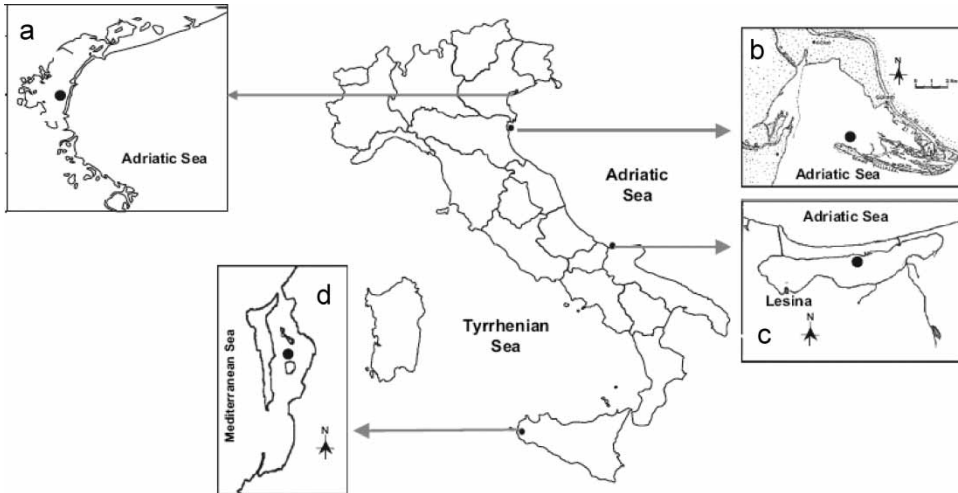 a
Adriatic Sea
b
N
Adriatic Sea
Adriatic
Sea
Adriatic Sea
Lesina
N
c
d
Mediterranean Sea
N
Tyrrhenian
Sea